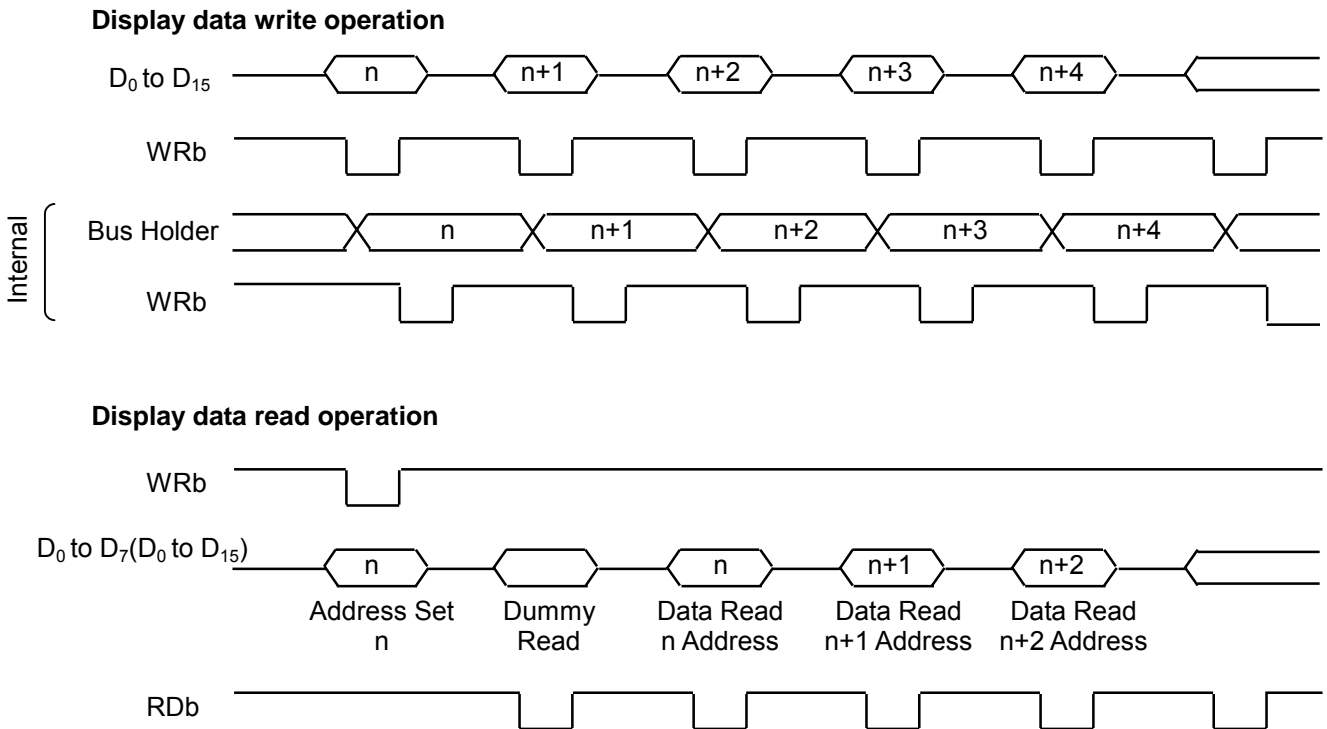 Display data write operation
D₀ to D₁₅ n n+1 n+2 n+3 n+4
WRb
Internal
Bus Holder n n+1 n+2 n+3 n+4
WRb
Display data read operation
WRb
D₀ to D₇(D₀ to D₁₅) n n n+1 n+2
Address Set Dummy Data Read Data Read Data Read
n Read n Address n+1 Address n+2 Address
RDb